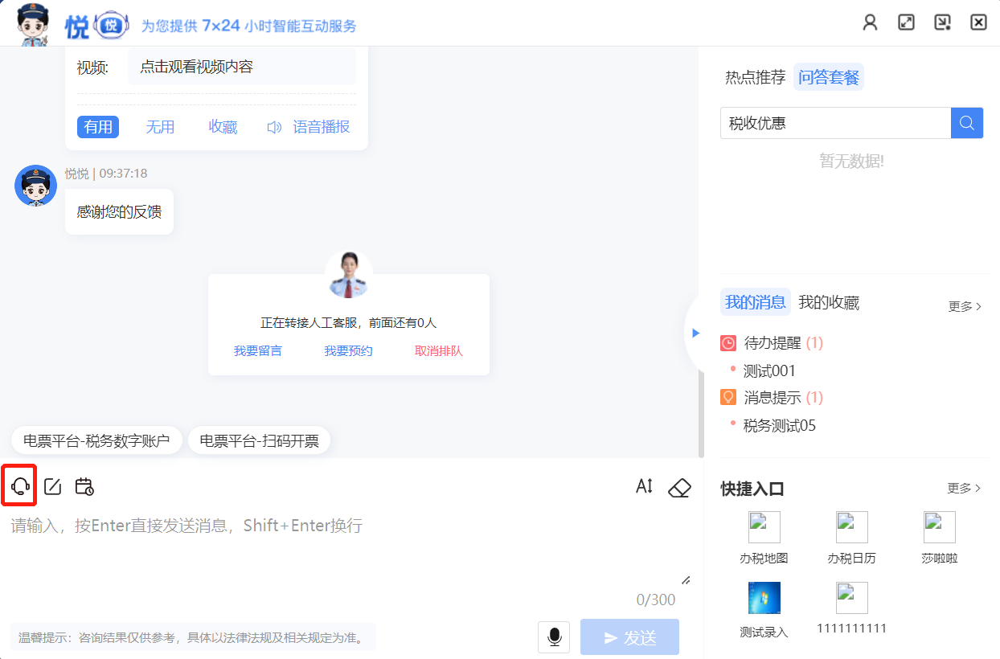 悦 悦 为您提供 7×24 小时智能互动服务
视频: 点击观看视频内容
有用 无用 收藏 语音播报
悦悦 | 09:37:18
感谢您的反馈
正在转接人工客服，前面还有0人
我要留言 我要预约 取消排队
电票平台-税务数字账户 电票平台-扫码开票
AI
请输入，按Enter直接发送消息，Shift+Enter换行
0/300
温馨提示：咨询结果仅供参考，具体以法律法规及相关规定为准。
发送
热点推荐 问答套餐
税收优惠
暂无数据!
我的消息 我的收藏 更多 >
待办提醒 (1)
测试001
消息提示 (1)
税务测试05
快捷入口 更多 >
办税地图 办税日历 莎啦啦
测试录入 1111111111